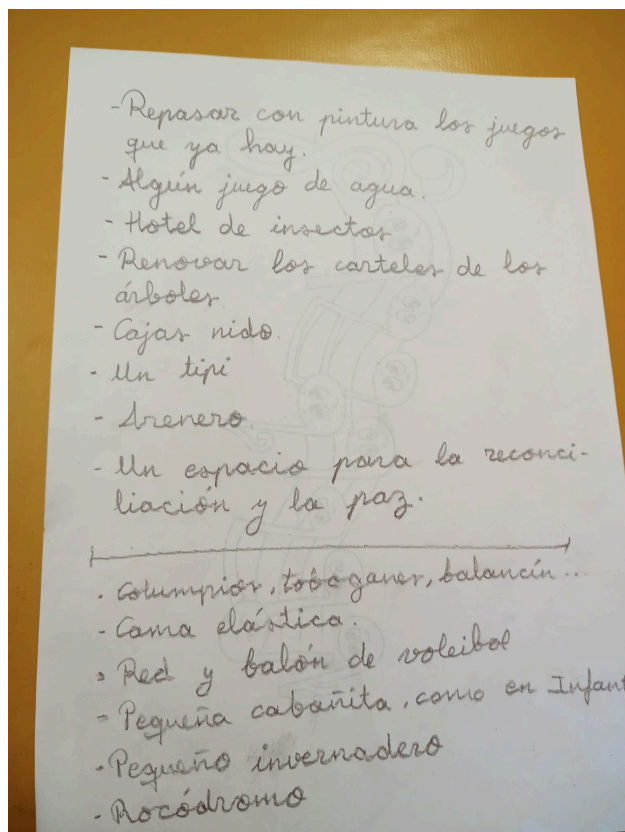 - Repasar con pintura los juegos
que ya hay.
- Algún juego de agua.
- Hotel de insectos
- Renovar los carteles de los
árboles
- Cajas nido.
- Un tipi
- Arenero.
- Un espacio para la reconci-
liación y la paz.
. Columpios, toboganes, balancín...
- Cama elástica.
- Red y balón de voleibol
- Pequeña cabañita, como en Infant
- Pequeño invernadero
- Rocódromo